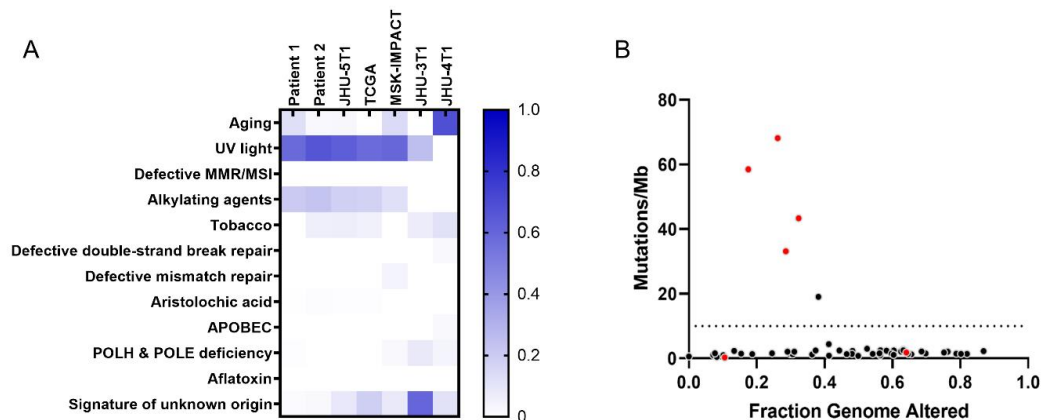 A
Patient 1
Patient 2
JHU-5T1
TCGA
MSK-IMPACT
JHU-3T1
JHU-4T1
Aging
UV light
Defective MMR/MSI
Alkylating agents
Tobacco
Defective double-strand break repair
Defective mismatch repair
Aristolochic acid
APOBEC
POLH & POLE deficiency
Aflatoxin
Signature of unknown origin
1.0
0.8
0.6
0.4
0.2
0
B
Mutations/Mb
80
60
40
20
0
0.0 0.2 0.4 0.6 0.8 1.0
Fraction Genome Altered